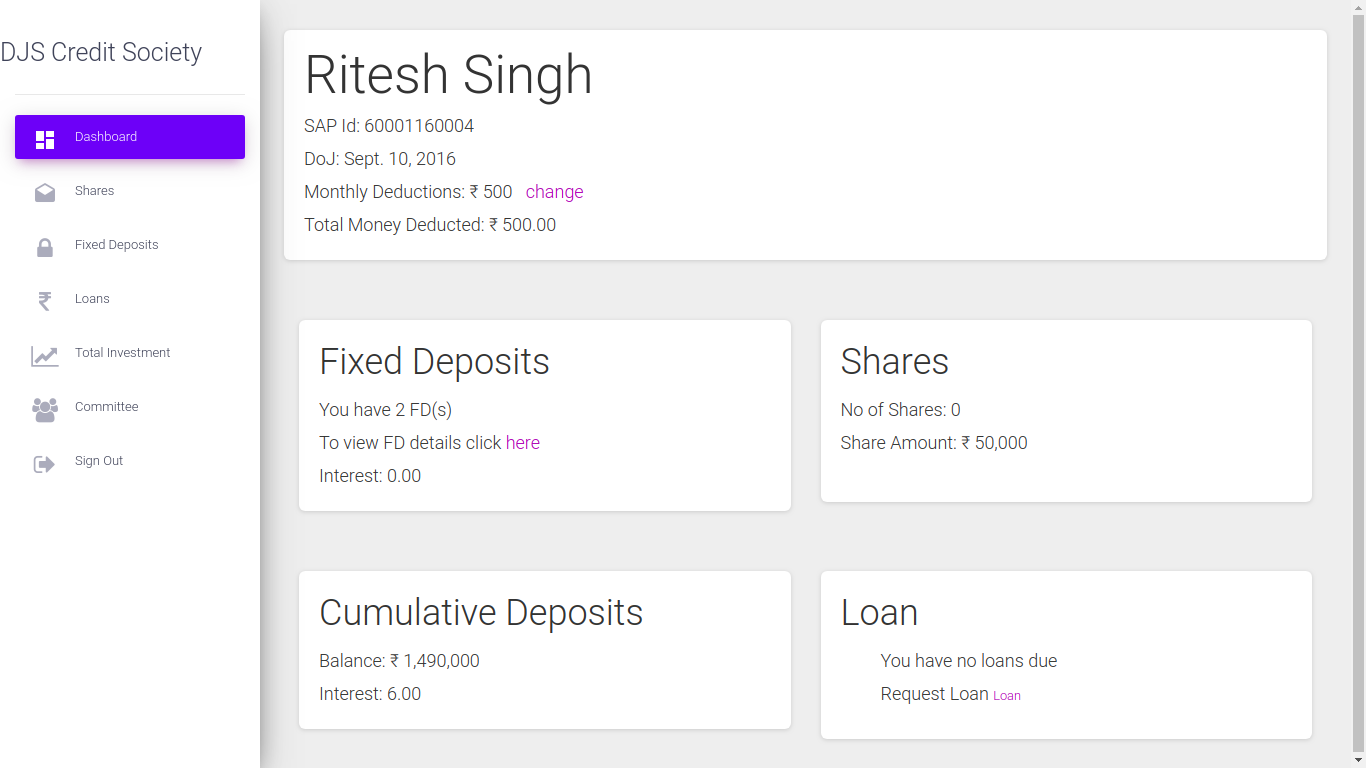 DJS Credit Society
Dashboard
Shares
Fixed Deposits
Loans
Total Investment
Committee
Sign Out
Ritesh Singh
SAP Id: 60001160004
DoJ: Sept. 10, 2016
Monthly Deductions: ₹ 500 change
Total Money Deducted: ₹ 500.00
Fixed Deposits
You have 2 FD(s)
To view FD details click here
Interest: 0.00
Shares
No of Shares: 0
Share Amount: ₹ 50,000
Cumulative Deposits
Balance: ₹ 1,490,000
Interest: 6.00
Loan
You have no loans due
Request Loan Loan